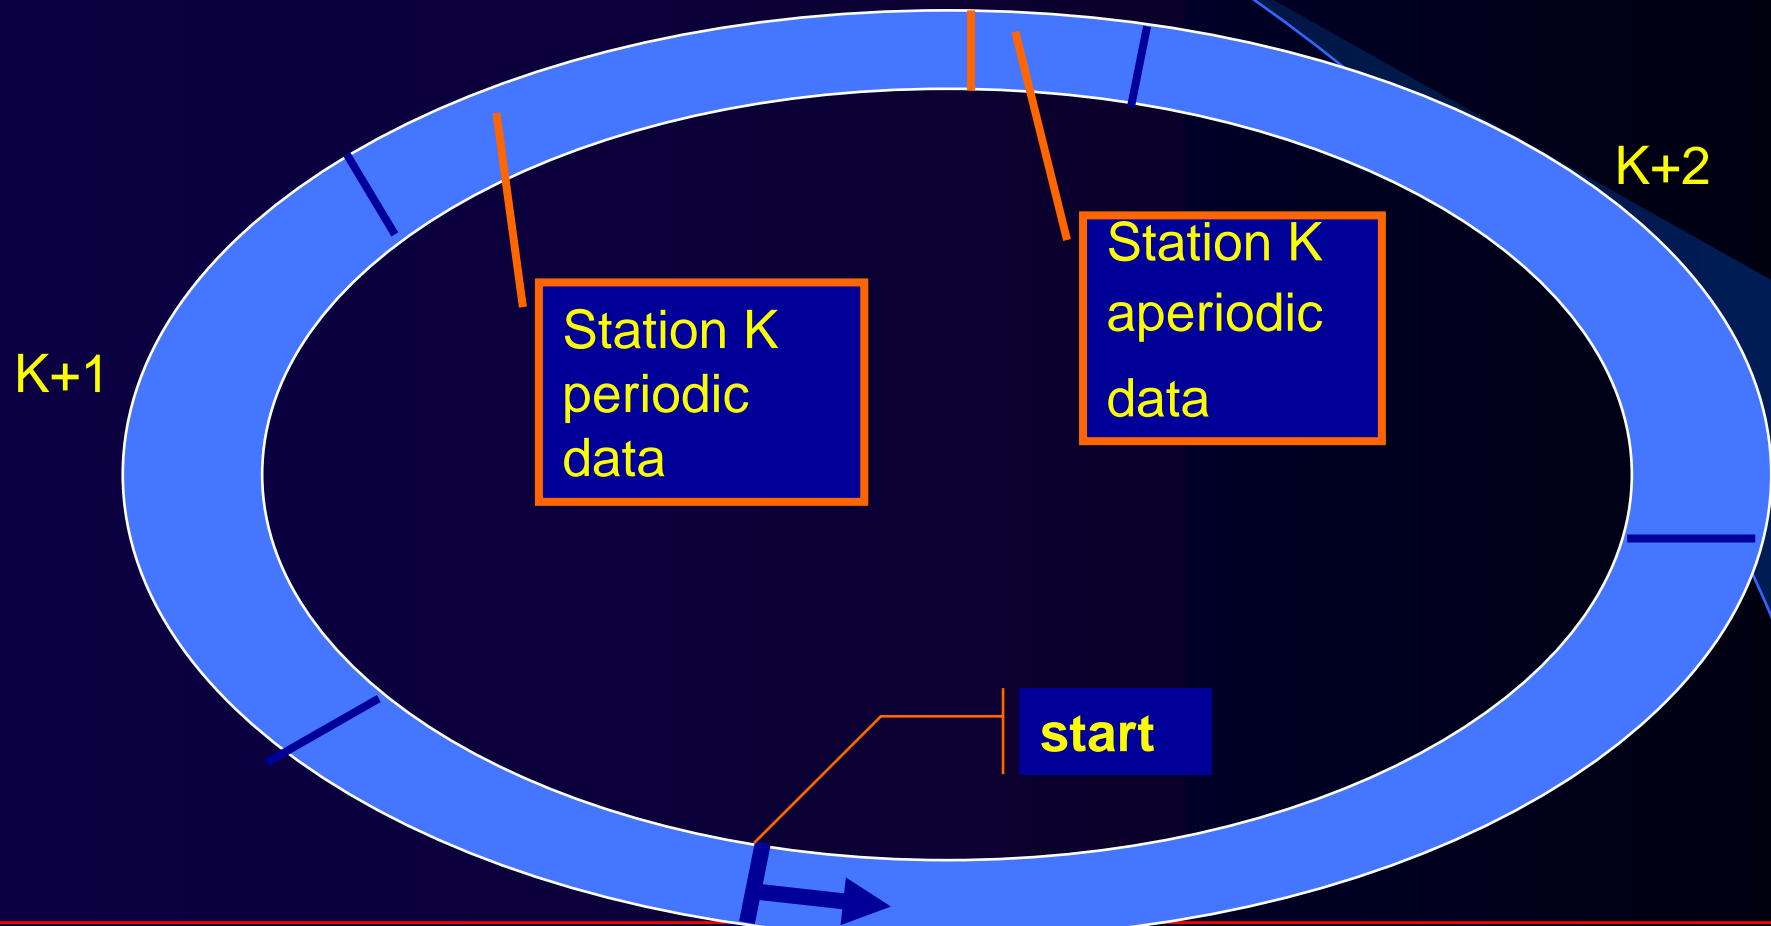 K+2
Station K
aperiodic
data
Station K
periodic
data
K+1
start